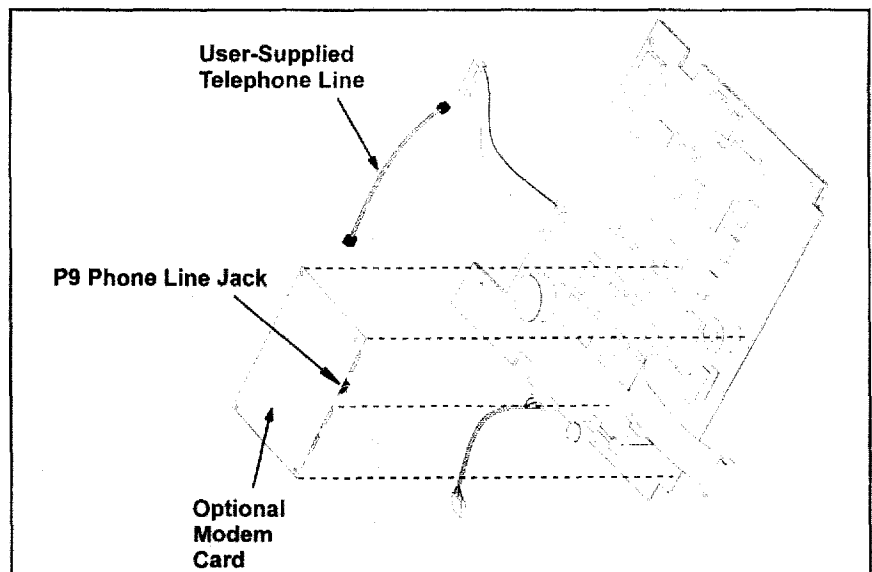 User-Supplied
Telephone Line
P9 Phone Line Jack
Optional
Modem
Card